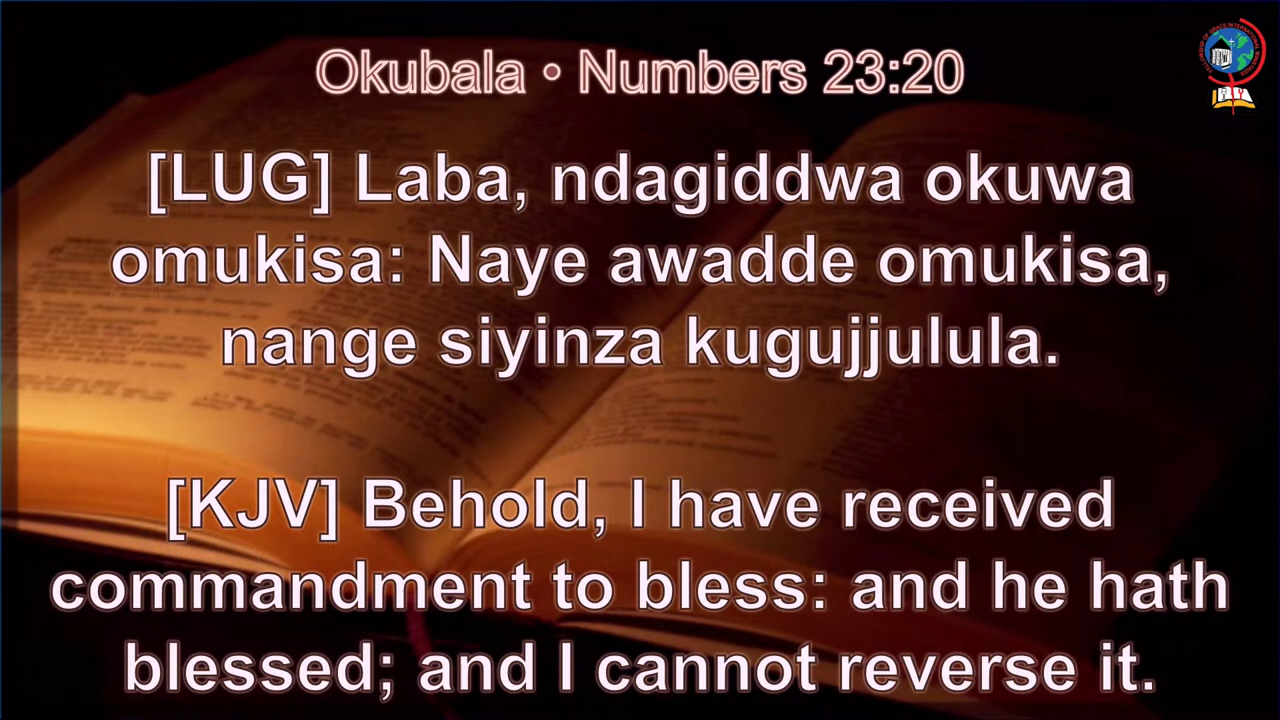 Okubala • Numbers 23:20
[LUG] Laba, ndagiddwa okuwa
omukisa: Naye awadde omukisa,
nange siyinza kugujjulula.
[KJV] Behold, I have received
commandment to bless: and he hath
blessed; and I cannot reverse it.